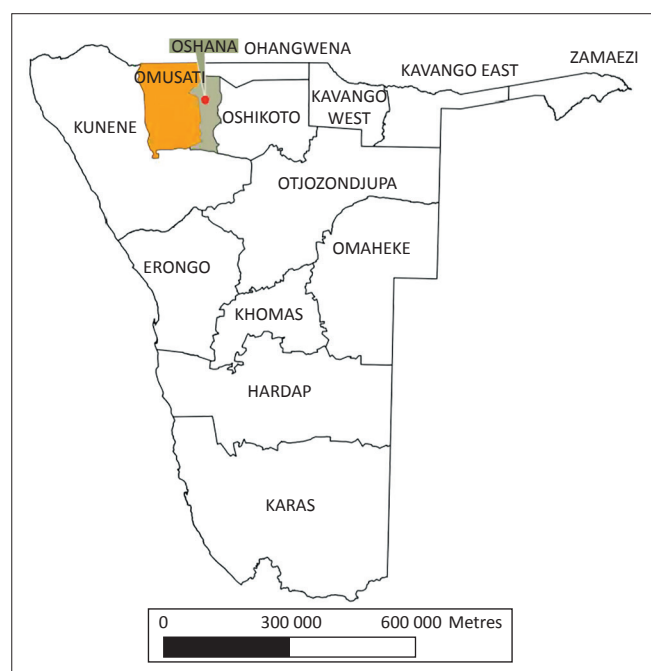 OSHANA
OHANGWENA
ZAMAEZI
OMUSATI
KAVANGO EAST
KAVANGO
WEST
OSHIKOTO
KUNENE
OTJOZONDJUPA
OMAHEKE
ERONGO
KHOMAS
HARDAP
KARAS
0 300 000 600 000 Metres